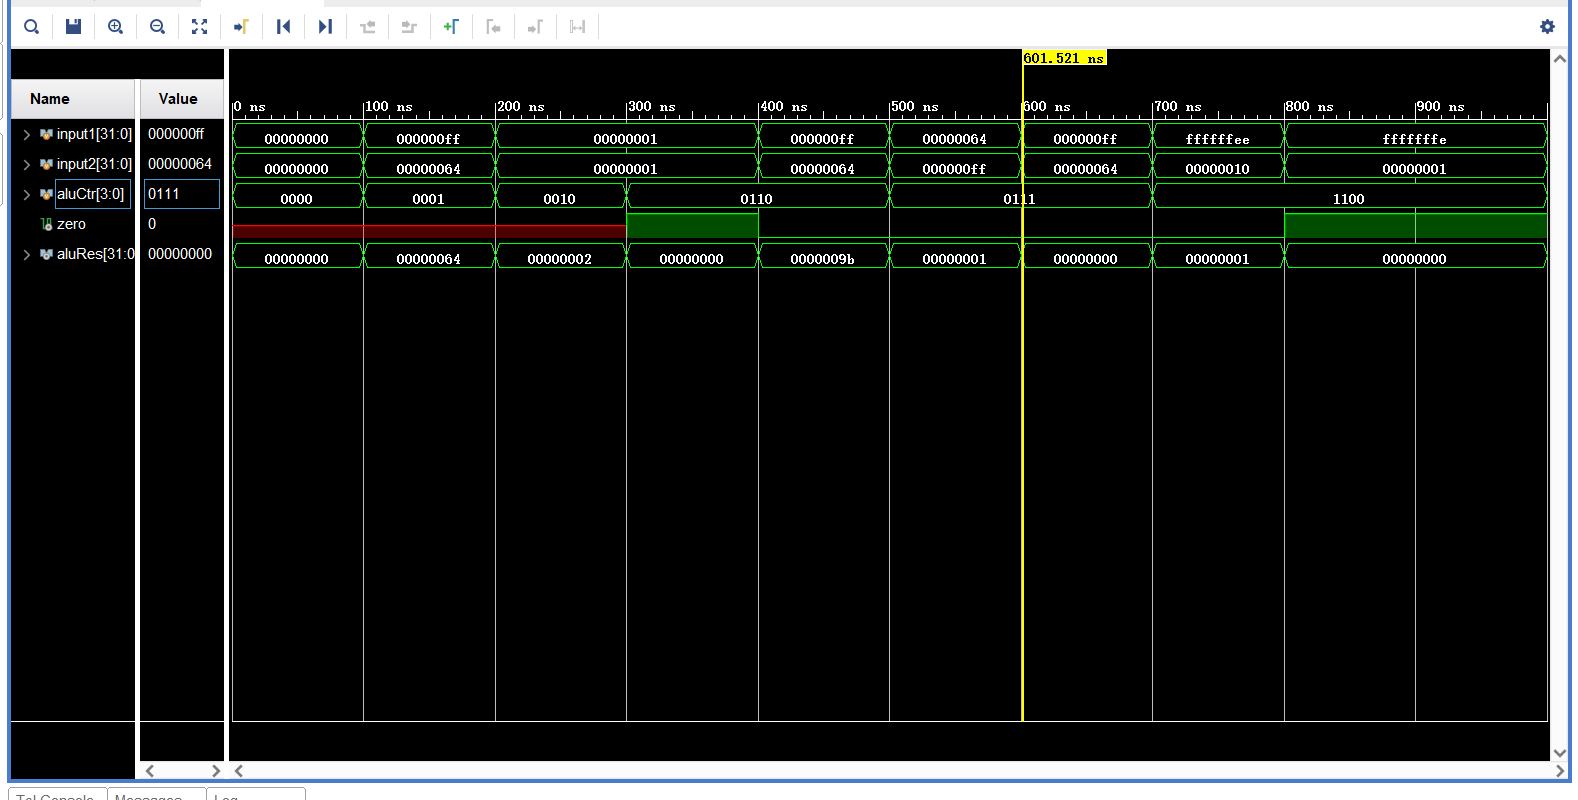 601.521 ns
Name Value
0 ns 100 ns 200 ns 300 ns 400 ns 500 ns 600 ns 700 ns 800 ns 900 ns
input1[31:0] 000000ff 00000000 000000ff 00000001 000000ff 00000064 000000ff ffffffee fffffffe
input2[31:0] 00000064 00000000 00000064 00000001 00000064 000000ff 00000064 00000010 00000001
aluCtr[3:0] 0111 0000 0001 0010 0110 0111 1100
zero 0
aluRes[31:0 00000000 00000000 00000064 00000002 00000000 0000009b 00000001 00000000 00000001 00000000
Tcl Console Messages Log